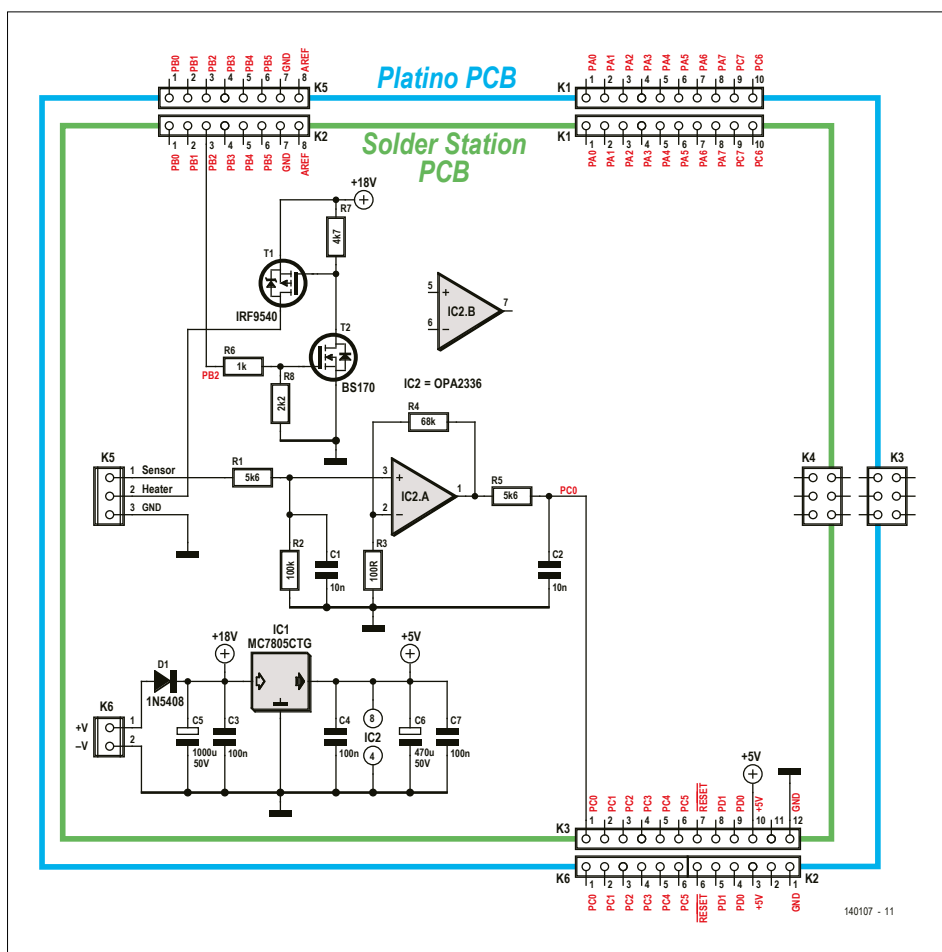 PB0 PB1 PB2 PB3 PB4 PB5 GND AREF
1 2 3 4 5 6 7 8
K5
Platino PCB
PA0 PA1 PA2 PA3 PA4 PA5 PA6 PA7 PC7 PC6
K1
1 2 3 4 5 6 7 8 9 10
K2
1 2 3 4 5 6 7 8
PB0 PB1 PB2 PB3 PB4 PB5 GND AREF
Solder Station
PCB
K1
1 2 3 4 5 6 7 8 9 10
PA0 PA1 PA2 PA3 PA4 PA5 PA6 PA7 PC7 PC6
+18V
R7
4k7
T1
IRF9540
T2
BS170
R6
1k
PB2
R8
2k2
5
+
6
−
IC2.B
7
IC2 = OPA2336
R4
68k
K5
1 Sensor
2 Heater
3 GND
R1
5k6
3
+
2
−
IC2.A
1
R5
5k6
PC0
R2
100k
C1
10n
R3
100R
C2
10n
K4
K3
+18V
IC1
MC7805CTG
+5V
D1
1N5408
K6
+V 1
–V 2
C5
1000u
50V
C3
100n
C4
100n
8
IC2
4
C6
470u
50V
C7
100n
+5V
PC0 PC1 PC2 PC3 PC4 PC5 RESET PD1 PD0 +5V GND
1 2 3 4 5 6 7 8 9 10 11 12
K3
K6
K2
1 2 3 4 5 6 6 5 4 3 2 1
PC0 PC1 PC2 PC3 PC4 PC5 RESET PD1 PD0 +5V GND
140107 - 11